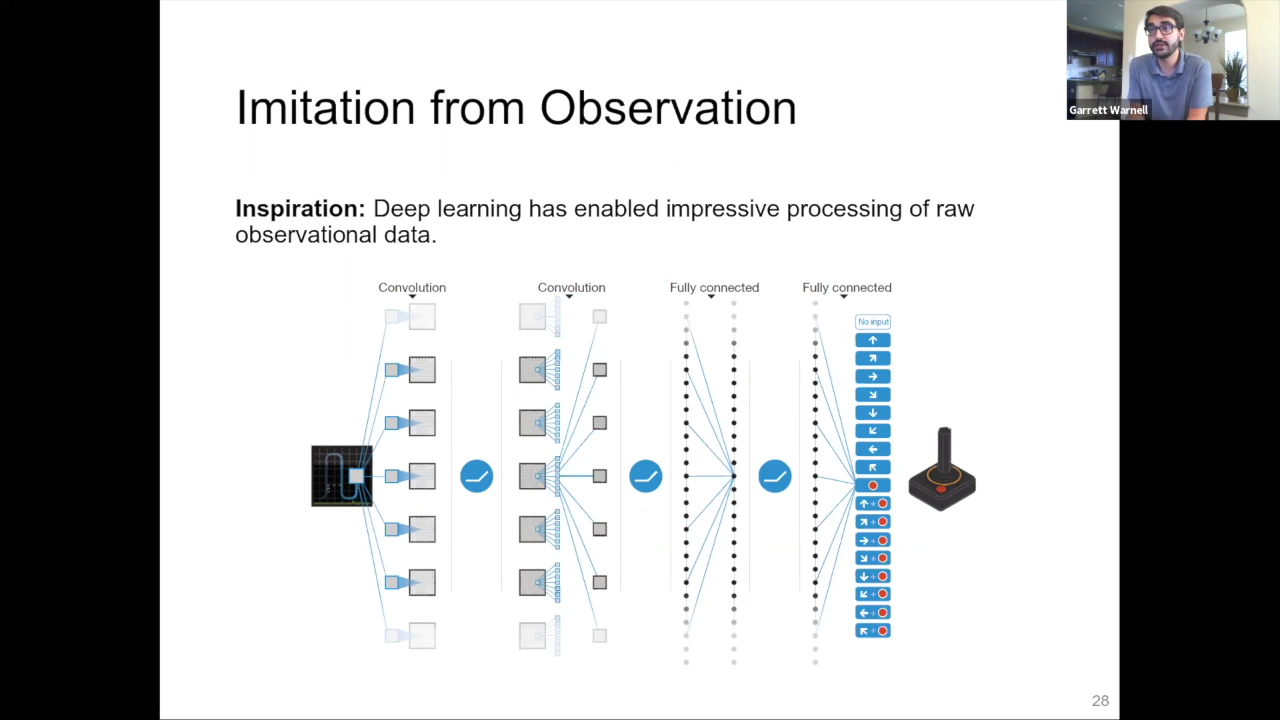 Garrett Warnell
Imitation from Observation
Inspiration: Deep learning has enabled impressive processing of raw
observational data.
Convolution Convolution Fully connected Fully connected
No input
28